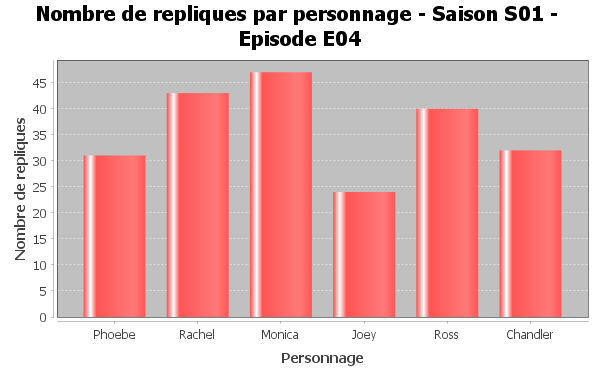 Nombre de repliques par personnage - Saison S01 -
Episode E04
Nombre de repliques
45
40
35
30
25
20
15
10
5
0
Phoebe Rachel Monica Joey Ross Chandler
Personnage